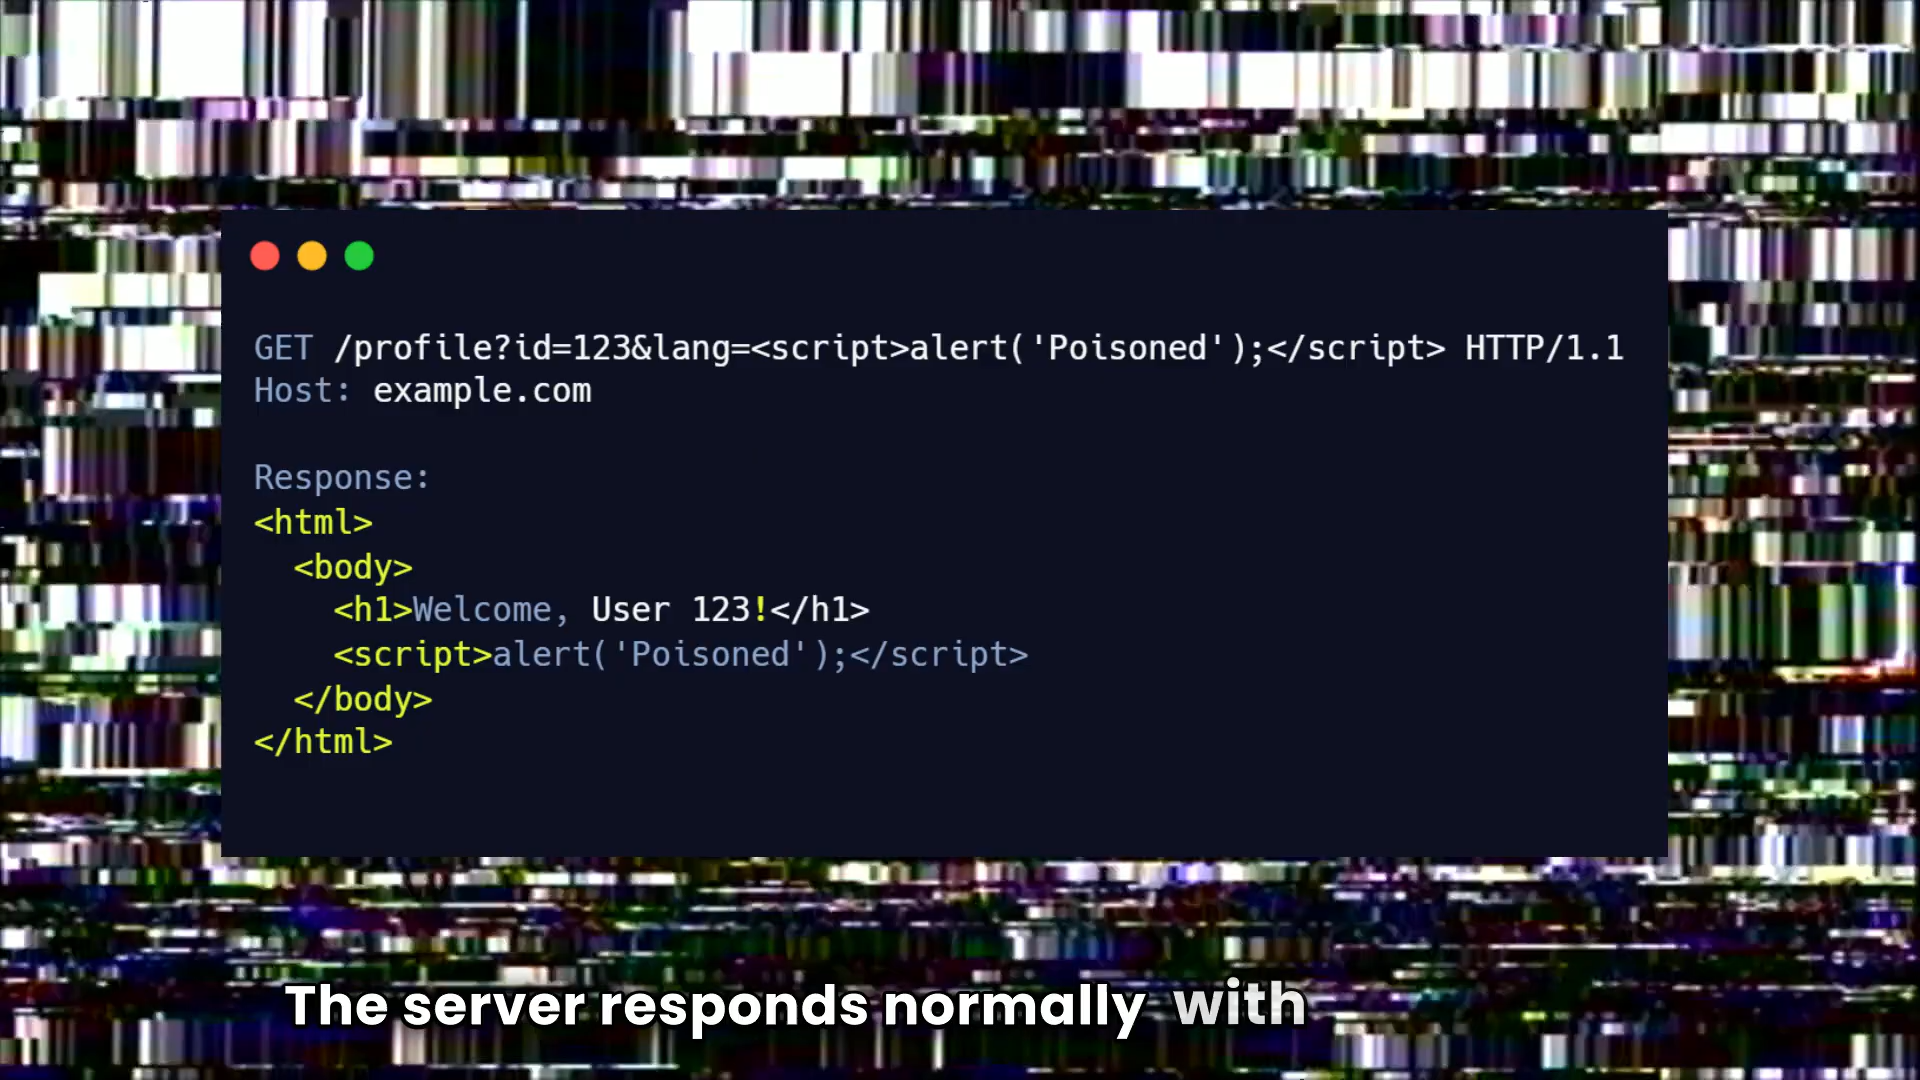 GET /profile?id=123&lang=<script>alert('Poisoned');</script> HTTP/1.1
Host: example.com
Response:
<html>
<body>
<h1>Welcome, User 123!</h1>
<script>alert('Poisoned');</script>
</body>
</html>
The server responds normally with